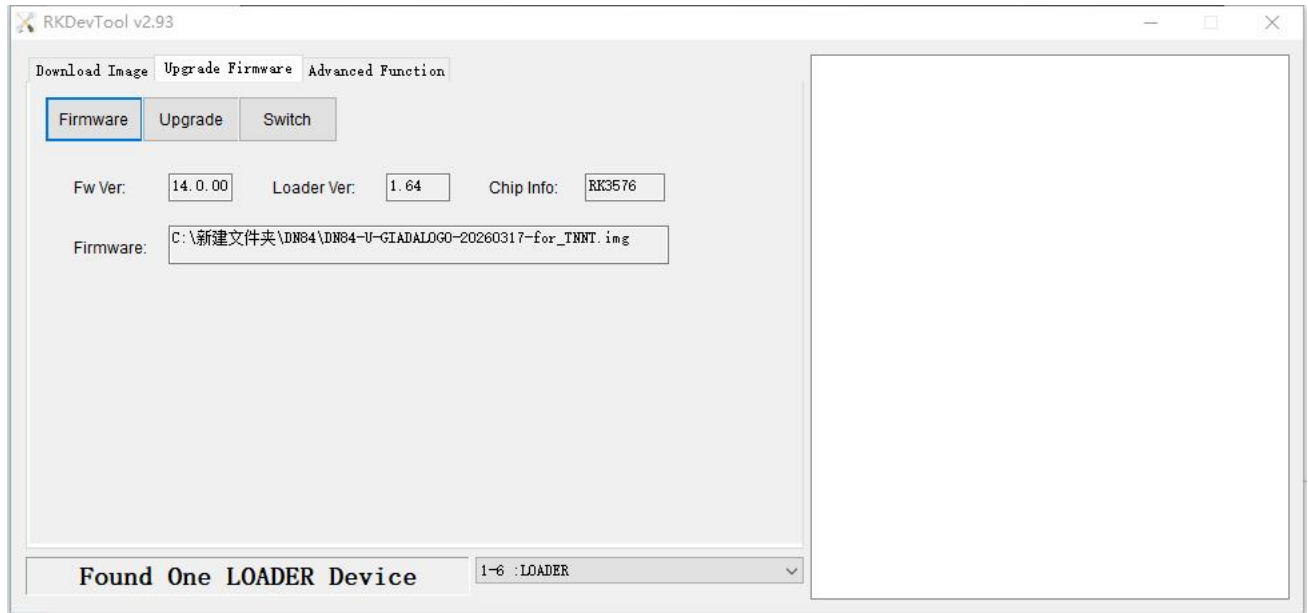 RKDevTool v2.93
Download Image Upgrade Firmware Advanced Function
Firmware Upgrade Switch
Fw Ver: 14.0.00 Loader Ver: 1.64 Chip Info: RK3576
Firmware: C:\新建文件夹\DN84\DN84-U-GIADALOGO-20260317-for_TNNT.img
Found One LOADER Device 1-6 :LOADER